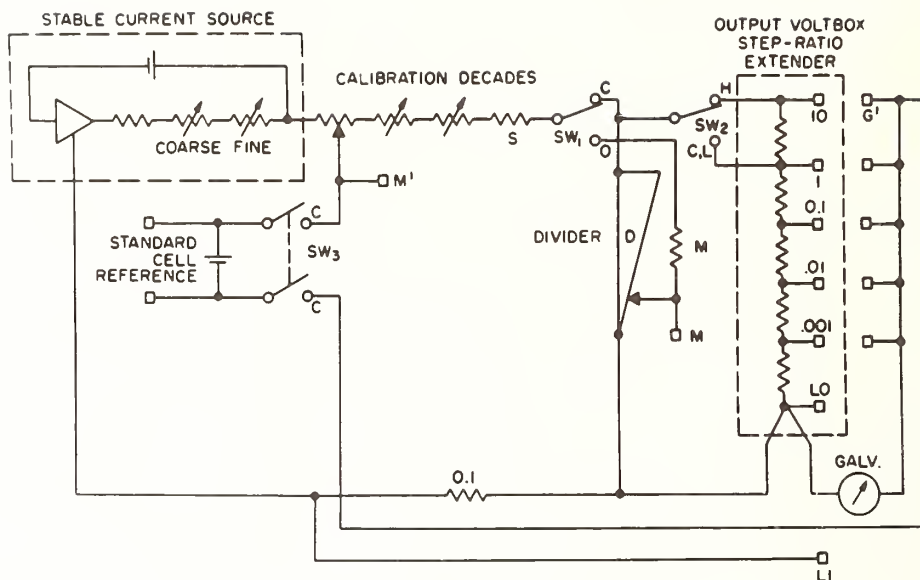 STABLE CURRENT SOURCE
COARSE FINE
CALIBRATION DECADES
S
C
SW1
O
H
SW2
C,L
OUTPUT VOLTBOX
STEP-RATIO
EXTENDER
10
G'
1
0.1
.01
.001
LO
M'
STANDARD
CELL
REFERENCE
C
SW3
C
DIVIDER
D
M
M
GALV.
0.1
L1